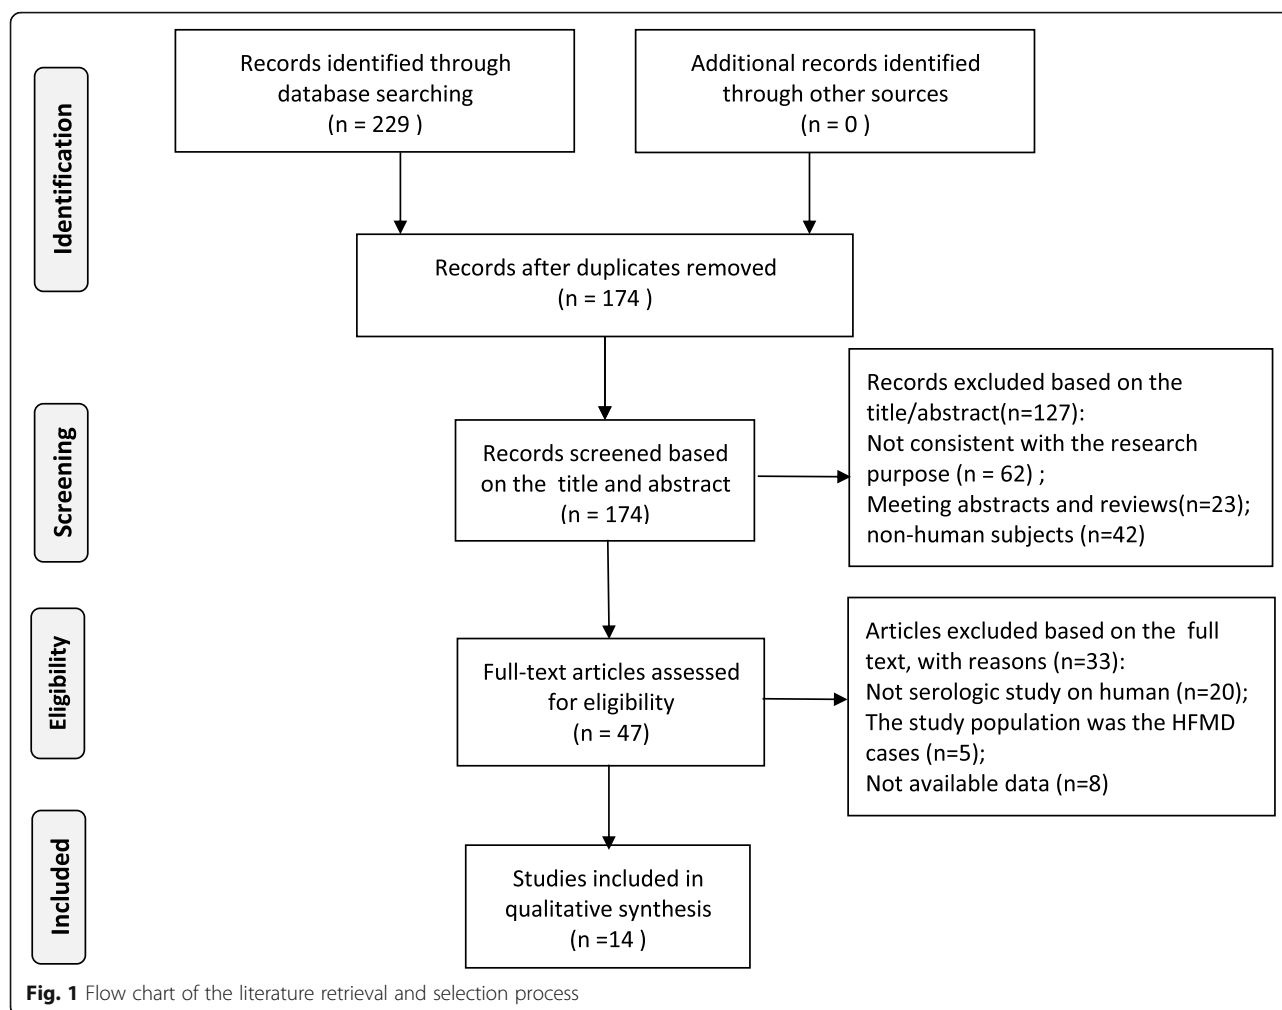 Identification
Records identified through
database searching
(n = 229 )
Additional records identified
through other sources
(n = 0 )
Records after duplicates removed
(n = 174 )
Screening
Records screened based
on the  title and abstract
(n = 174)
Records excluded based on the
title/abstract(n=127):
Not consistent with the research
purpose (n = 62) ;
Meeting abstracts and reviews(n=23);
non-human subjects (n=42)
Eligibility
Full-text articles assessed
for eligibility
(n = 47)
Articles excluded based on the  full
text, with reasons (n=33):
Not serologic study on human (n=20);
The study population was the HFMD
cases (n=5);
Not available data (n=8)
Included
Studies included in
qualitative synthesis
(n =14 )
Fig. 1 Flow chart of the literature retrieval and selection process